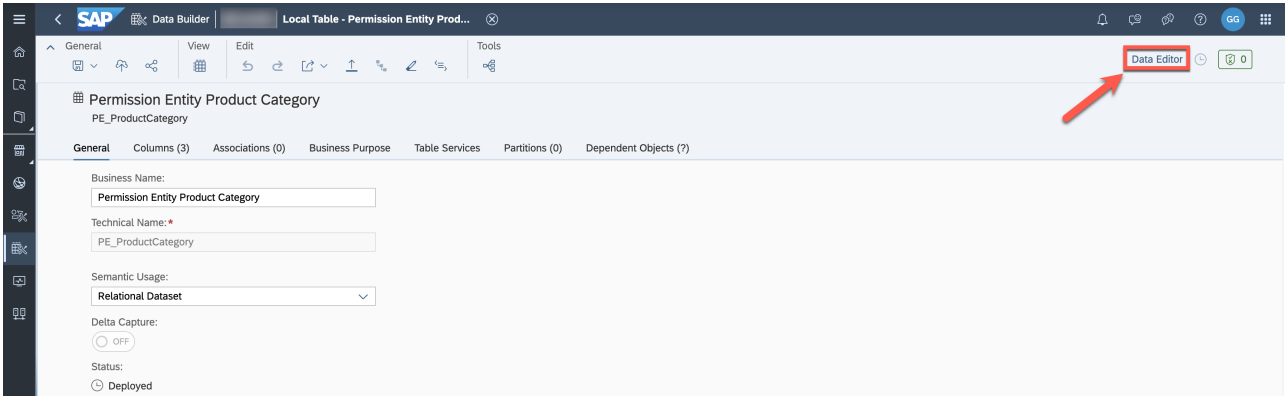 SAP Data Builder Local Table - Permission Entity Prod... GG
General View Edit Tools
Data Editor 0
Permission Entity Product Category
PE_ProductCategory
General Columns (3) Associations (0) Business Purpose Table Services Partitions (0) Dependent Objects (?)
Business Name:
Permission Entity Product Category
Technical Name:*
PE_ProductCategory
Semantic Usage:
Relational Dataset
Delta Capture:
OFF
Status:
Deployed